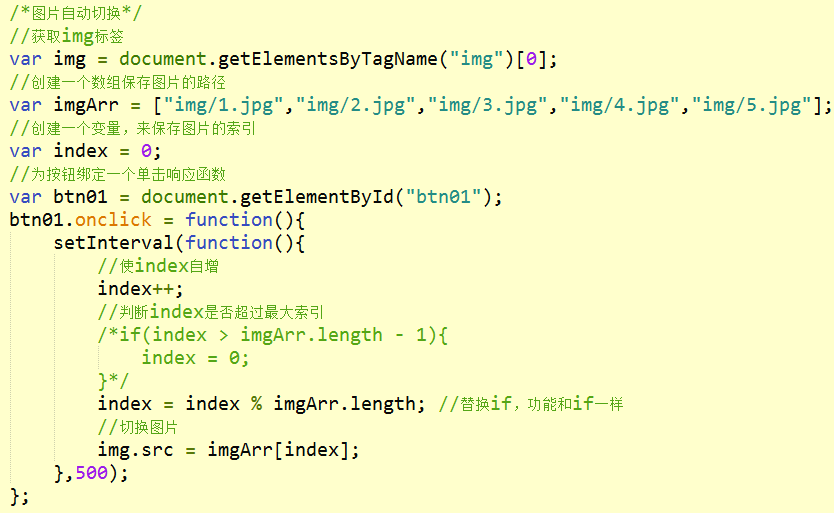 /*图片自动切换*/
//获取img标签
var img = document.getElementsByTagName("img")[0];
//创建一个数组保存图片的路径
var imgArr = ["img/1.jpg","img/2.jpg","img/3.jpg","img/4.jpg","img/5.jpg"];
//创建一个变量，来保存图片的索引
var index = 0;
//为按钮绑定一个单击响应函数
var btn01 = document.getElementById("btn01");
btn01.onclick = function(){
    setInterval(function(){
        //使index自增
        index++;
        //判断index是否超过最大索引
        /*if(index > imgArr.length - 1){
            index = 0;
        }*/
        index = index % imgArr.length; //替换if，功能和if一样
        //切换图片
        img.src = imgArr[index];
    },500);
};